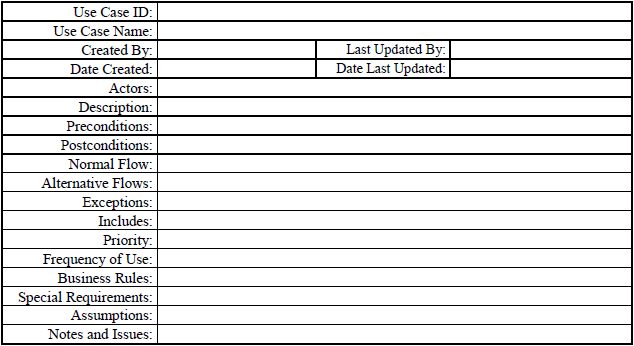 Use Case ID:
Use Case Name:
Created By: Last Updated By:
Date Created: Date Last Updated:
Actors:
Description:
Preconditions:
Postconditions:
Normal Flow:
Alternative Flows:
Exceptions:
Includes:
Priority:
Frequency of Use:
Business Rules:
Special Requirements:
Assumptions:
Notes and Issues: